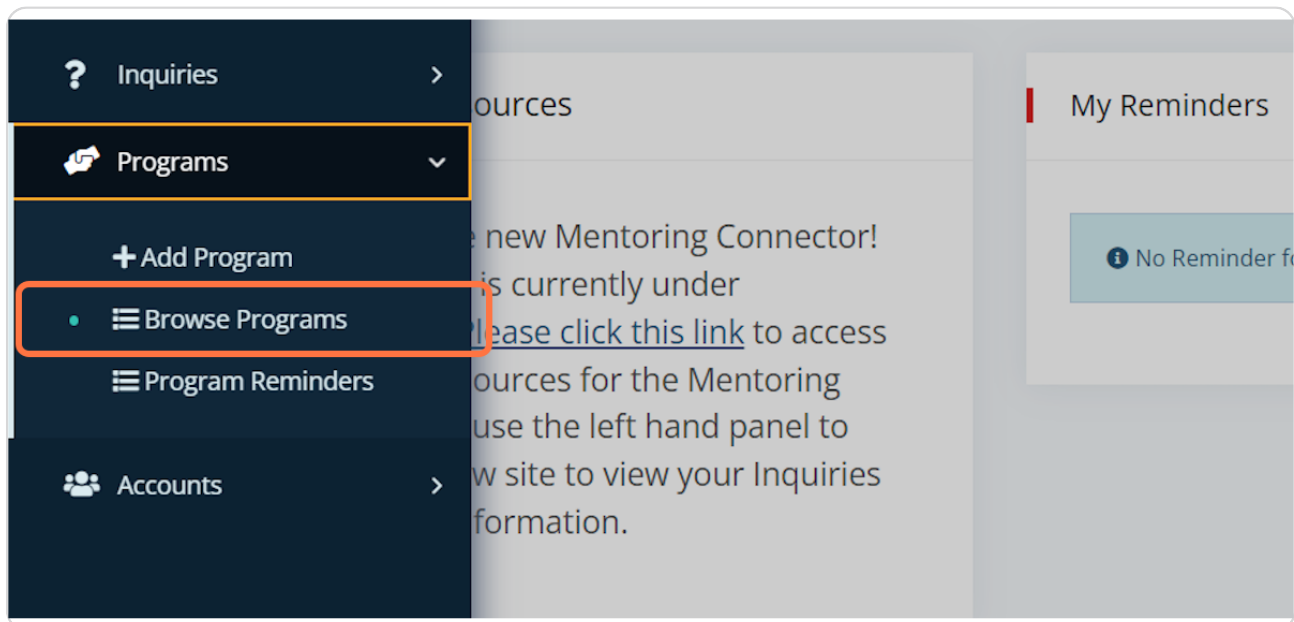 Inquiries
Programs
Add Program
Browse Programs
Program Reminders
Accounts
ources
new Mentoring Connector!
is currently under
lease click this link to access
ources for the Mentoring
use the left hand panel to
w site to view your Inquiries
formation.
My Reminders
No Reminder fo